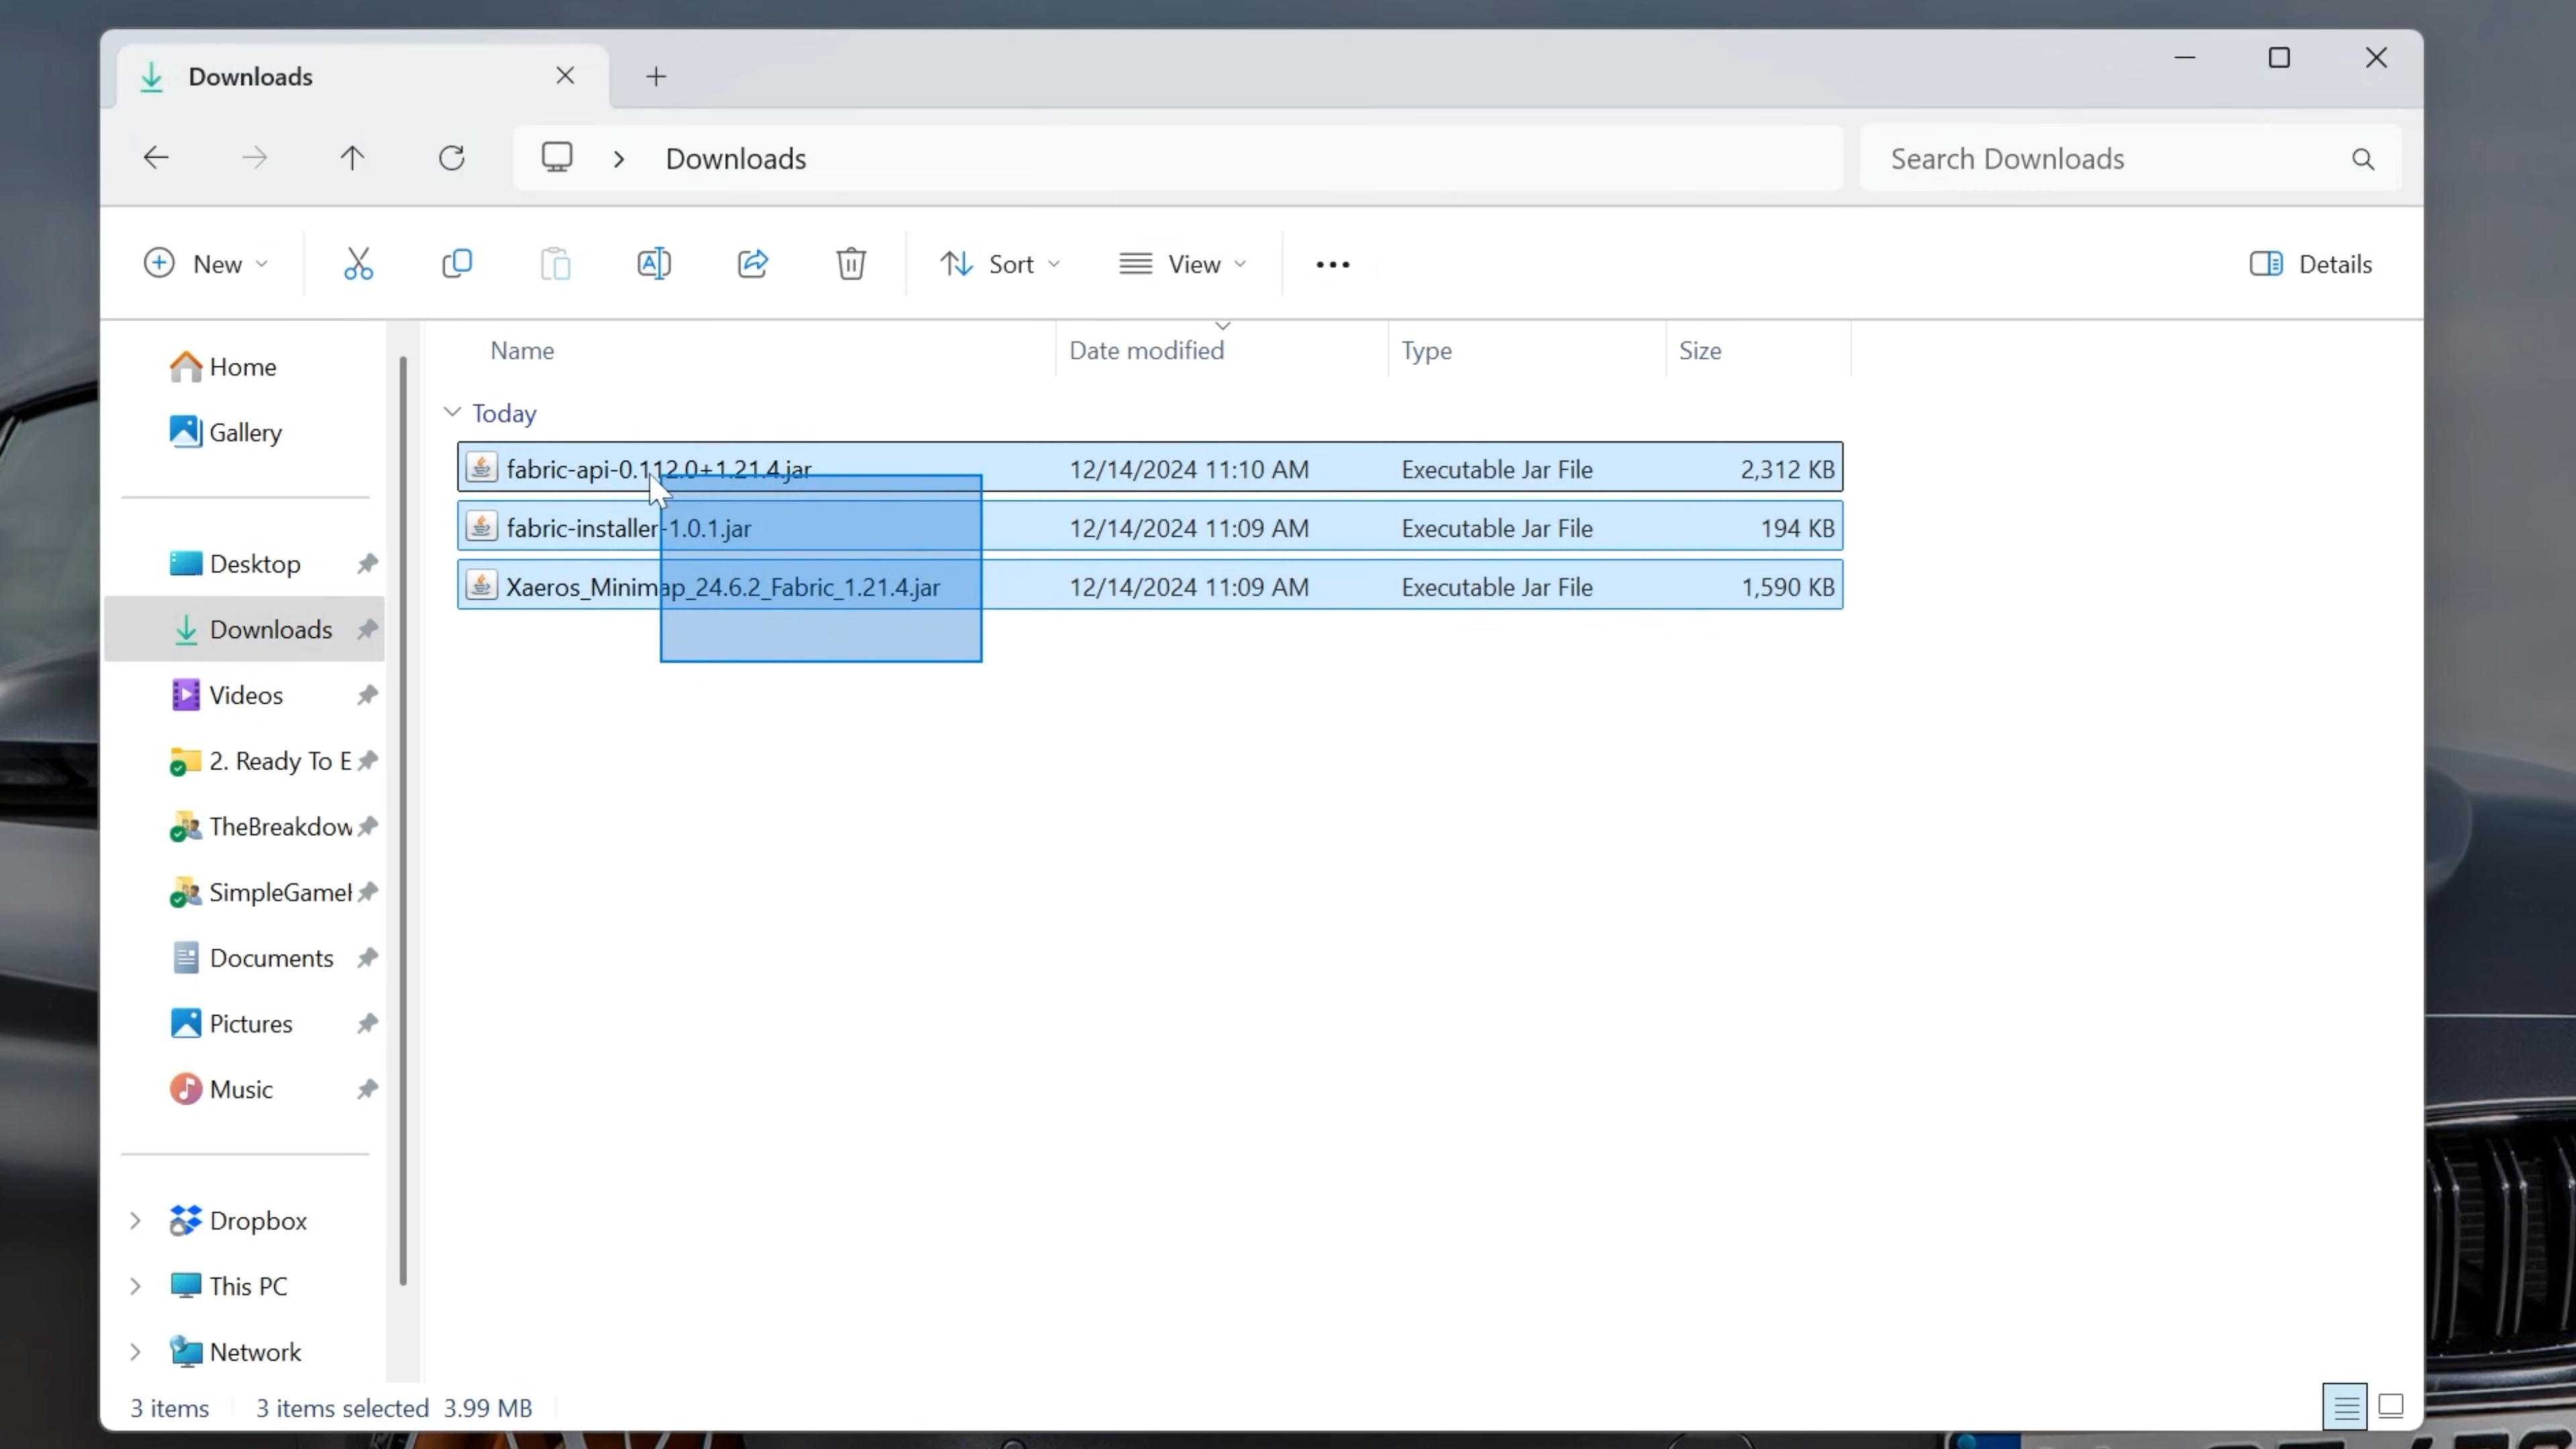 Downloads
Downloads
Search Downloads
New
Sort
View
Details
Name Date modified Type Size
Today
fabric-api-0.112.0+1.21.4.jar 12/14/2024 11:10 AM Executable Jar File 2,312 KB
fabric-installer-1.0.1.jar 12/14/2024 11:09 AM Executable Jar File 194 KB
Xaeros_Minimap_24.6.2_Fabric_1.21.4.jar 12/14/2024 11:09 AM Executable Jar File 1,590 KB
Home
Gallery
Desktop
Downloads
Videos
2. Ready To E
TheBreakdow
SimpleGame
Documents
Pictures
Music
Dropbox
This PC
Network
3 items 3 items selected 3.99 MB